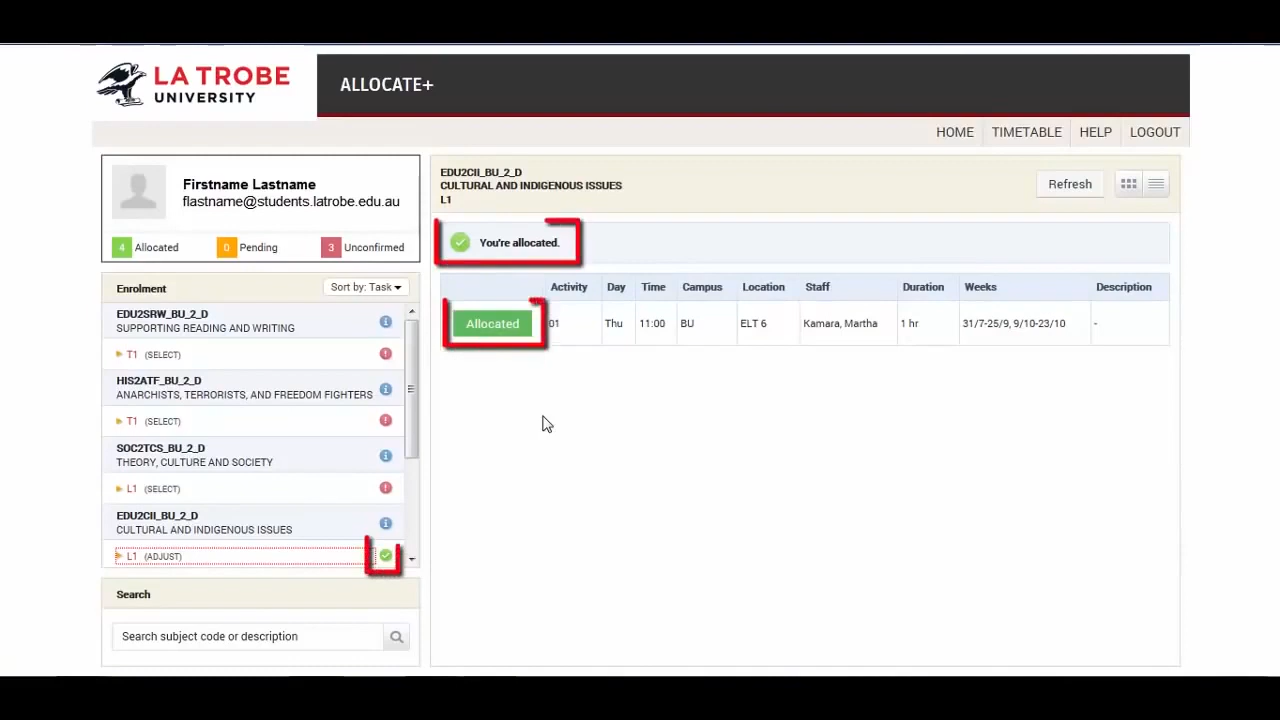 LA TROBE
UNIVERSITY
ALLOCATE+
HOME TIMETABLE HELP LOGOUT
Firstname Lastname
flastname@students.latrobe.edu.au
4 Allocated 0 Pending 3 Unconfirmed
Enrolment Sort by: Task
EDU2SRW_BU_2_D
SUPPORTING READING AND WRITING
T1 (SELECT)
HIS2ATF_BU_2_D
ANARCHISTS, TERRORISTS, AND FREEDOM FIGHTERS
T1 (SELECT)
SOC2TCS_BU_2_D
THEORY, CULTURE AND SOCIETY
L1 (SELECT)
EDU2CII_BU_2_D
CULTURAL AND INDIGENOUS ISSUES
L1 (ADJUST)
Search
Search subject code or description
EDU2CII_BU_2_D
CULTURAL AND INDIGENOUS ISSUES
L1
Refresh
You're allocated.
Activity Day Time Campus Location Staff Duration Weeks Description
Allocated 01 Thu 11:00 BU ELT 6 Kamara, Martha 1 hr 31/7-25/9, 9/10-23/10 -